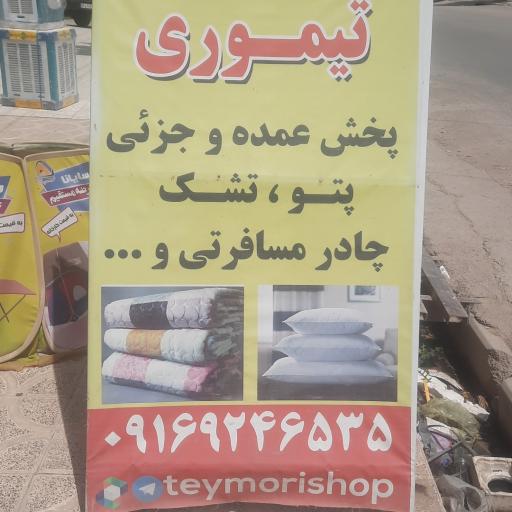 تیموری
پخش عمده و جزئی
پتو ، تشک
چادر مسافرتی و ...
۰۹۱۶۹۲۴۶۵۳۵
teymorishop